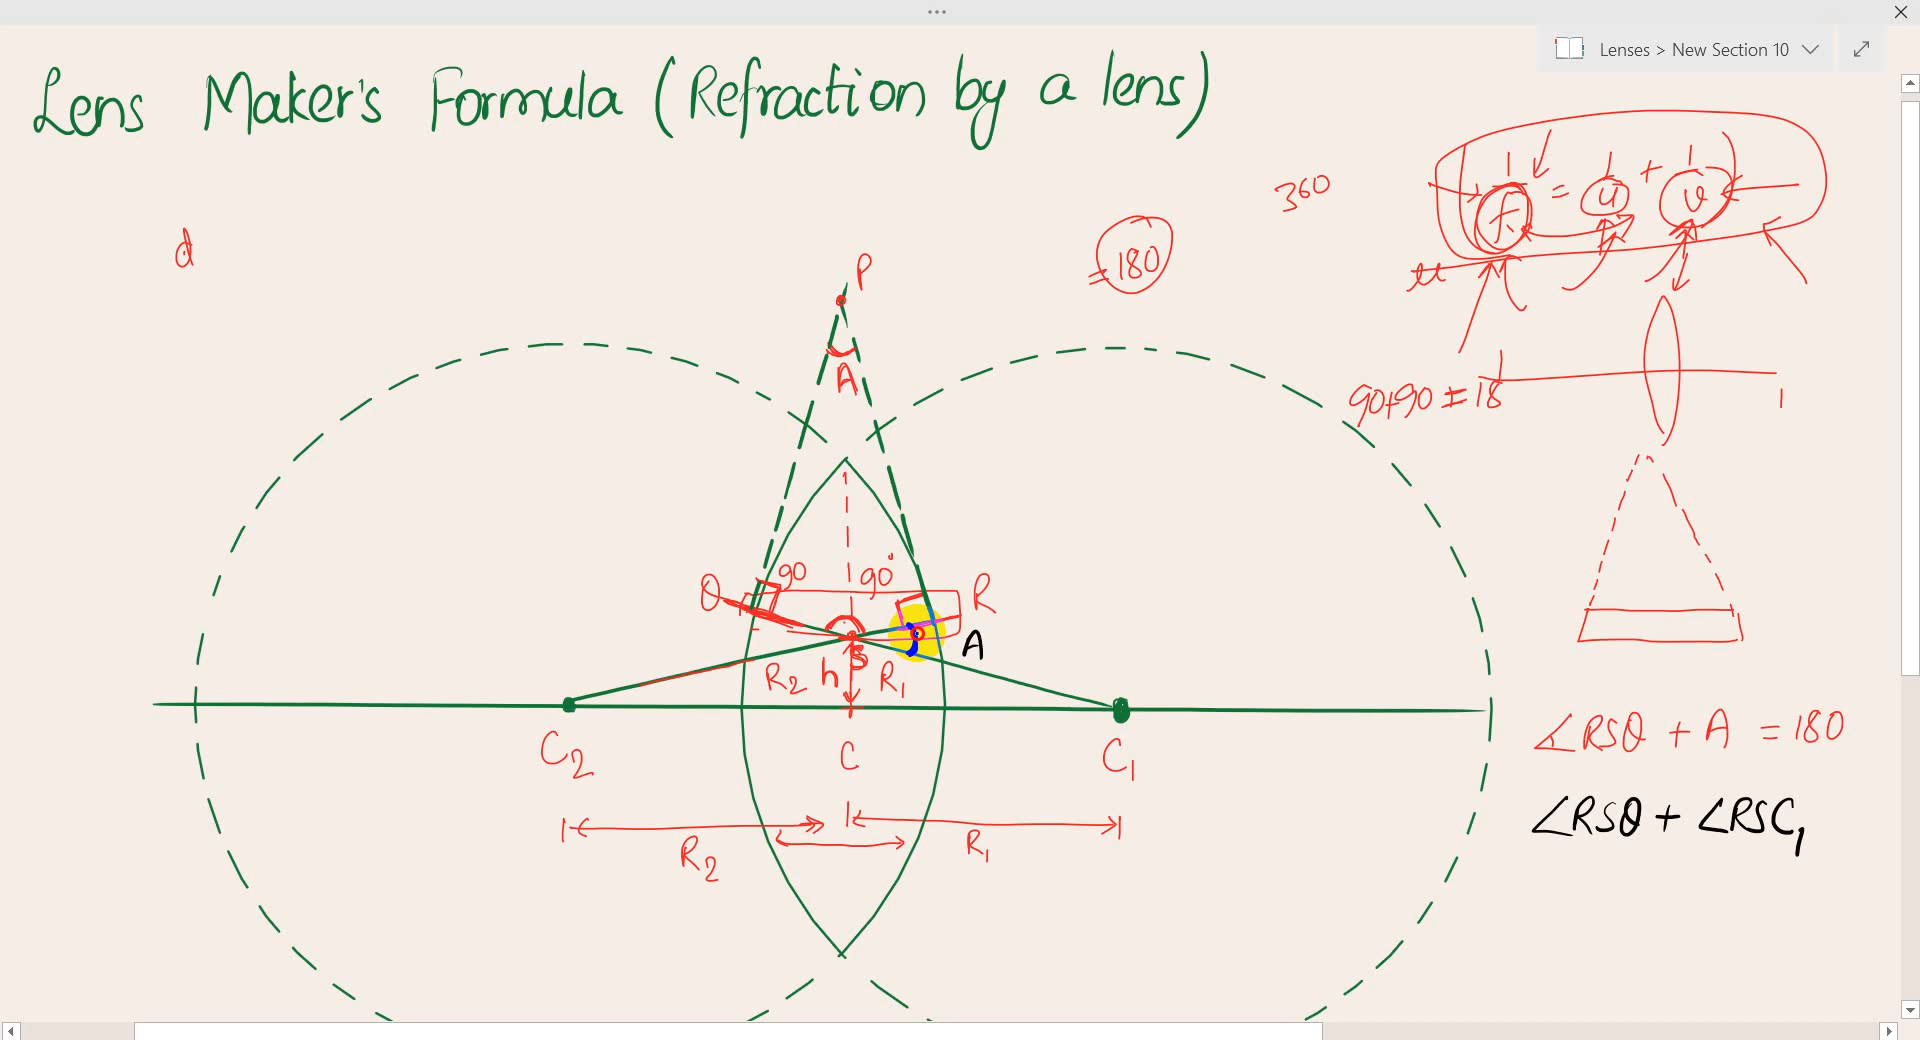 Lenses > New Section 10
Lens Maker's Formula (Refraction by a lens)
1/f = 1/u + 1/v
360
d
= 180
P
A
90+90 = 18
1
Q
90
90°
R
A
S
R2
h
R1
C2
C
C1
∠RSQ + A = 180
∠RSQ + ∠RSC1
R2
R1